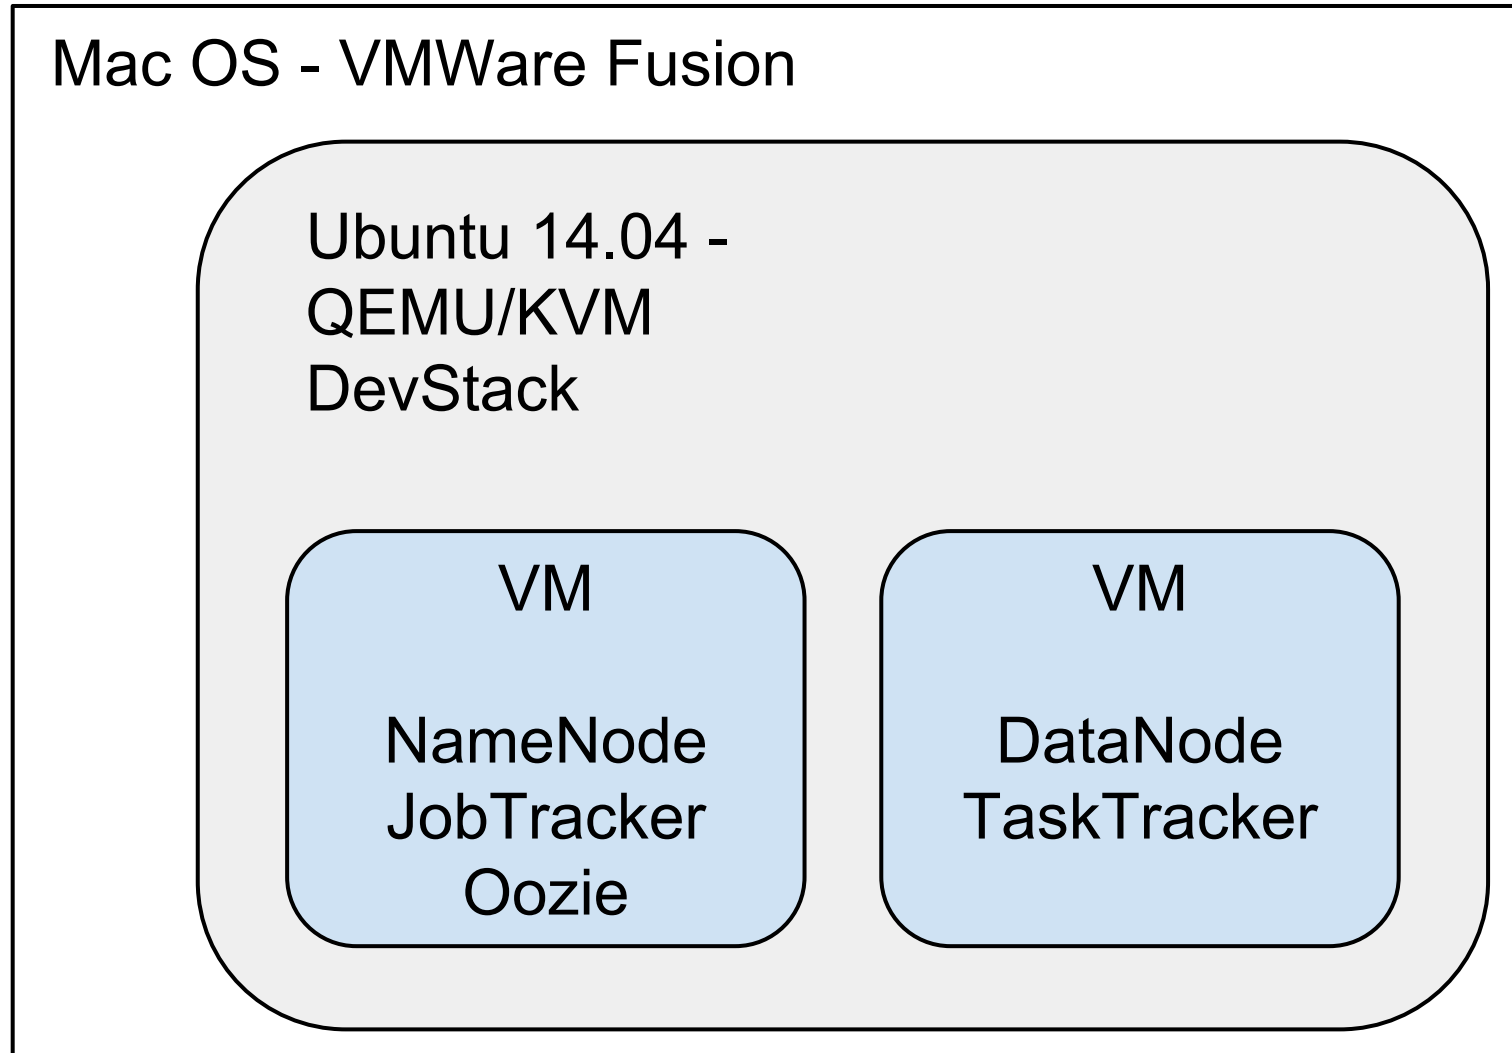 Mac OS - VMWare Fusion
Ubuntu 14.04 -
QEMU/KVM
DevStack
VM
NameNode
JobTracker
Oozie
VM
DataNode
TaskTracker